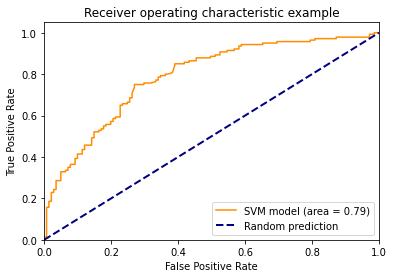 Receiver operating characteristic example
True Positive Rate
1.0
0.8
0.6
0.4
0.2
0.0
SVM model (area = 0.79)
Random prediction
0.0 0.2 0.4 0.6 0.8 1.0
False Positive Rate